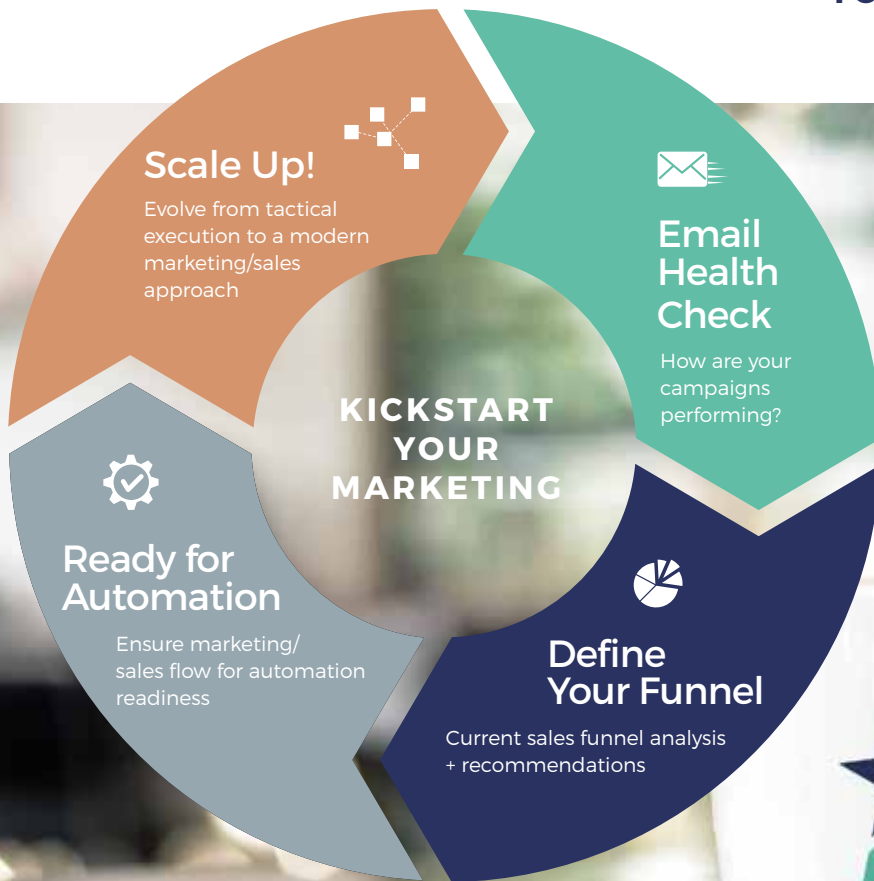 Scale Up!
Evolve from tactical
execution to a modern
marketing/sales
approach
Email
Health
Check
How are your
campaigns
performing?
KICKSTART
YOUR
MARKETING
Ready for
Automation
Ensure marketing/
sales flow for automation
readiness
Define
Your Funnel
Current sales funnel analysis
+ recommendations